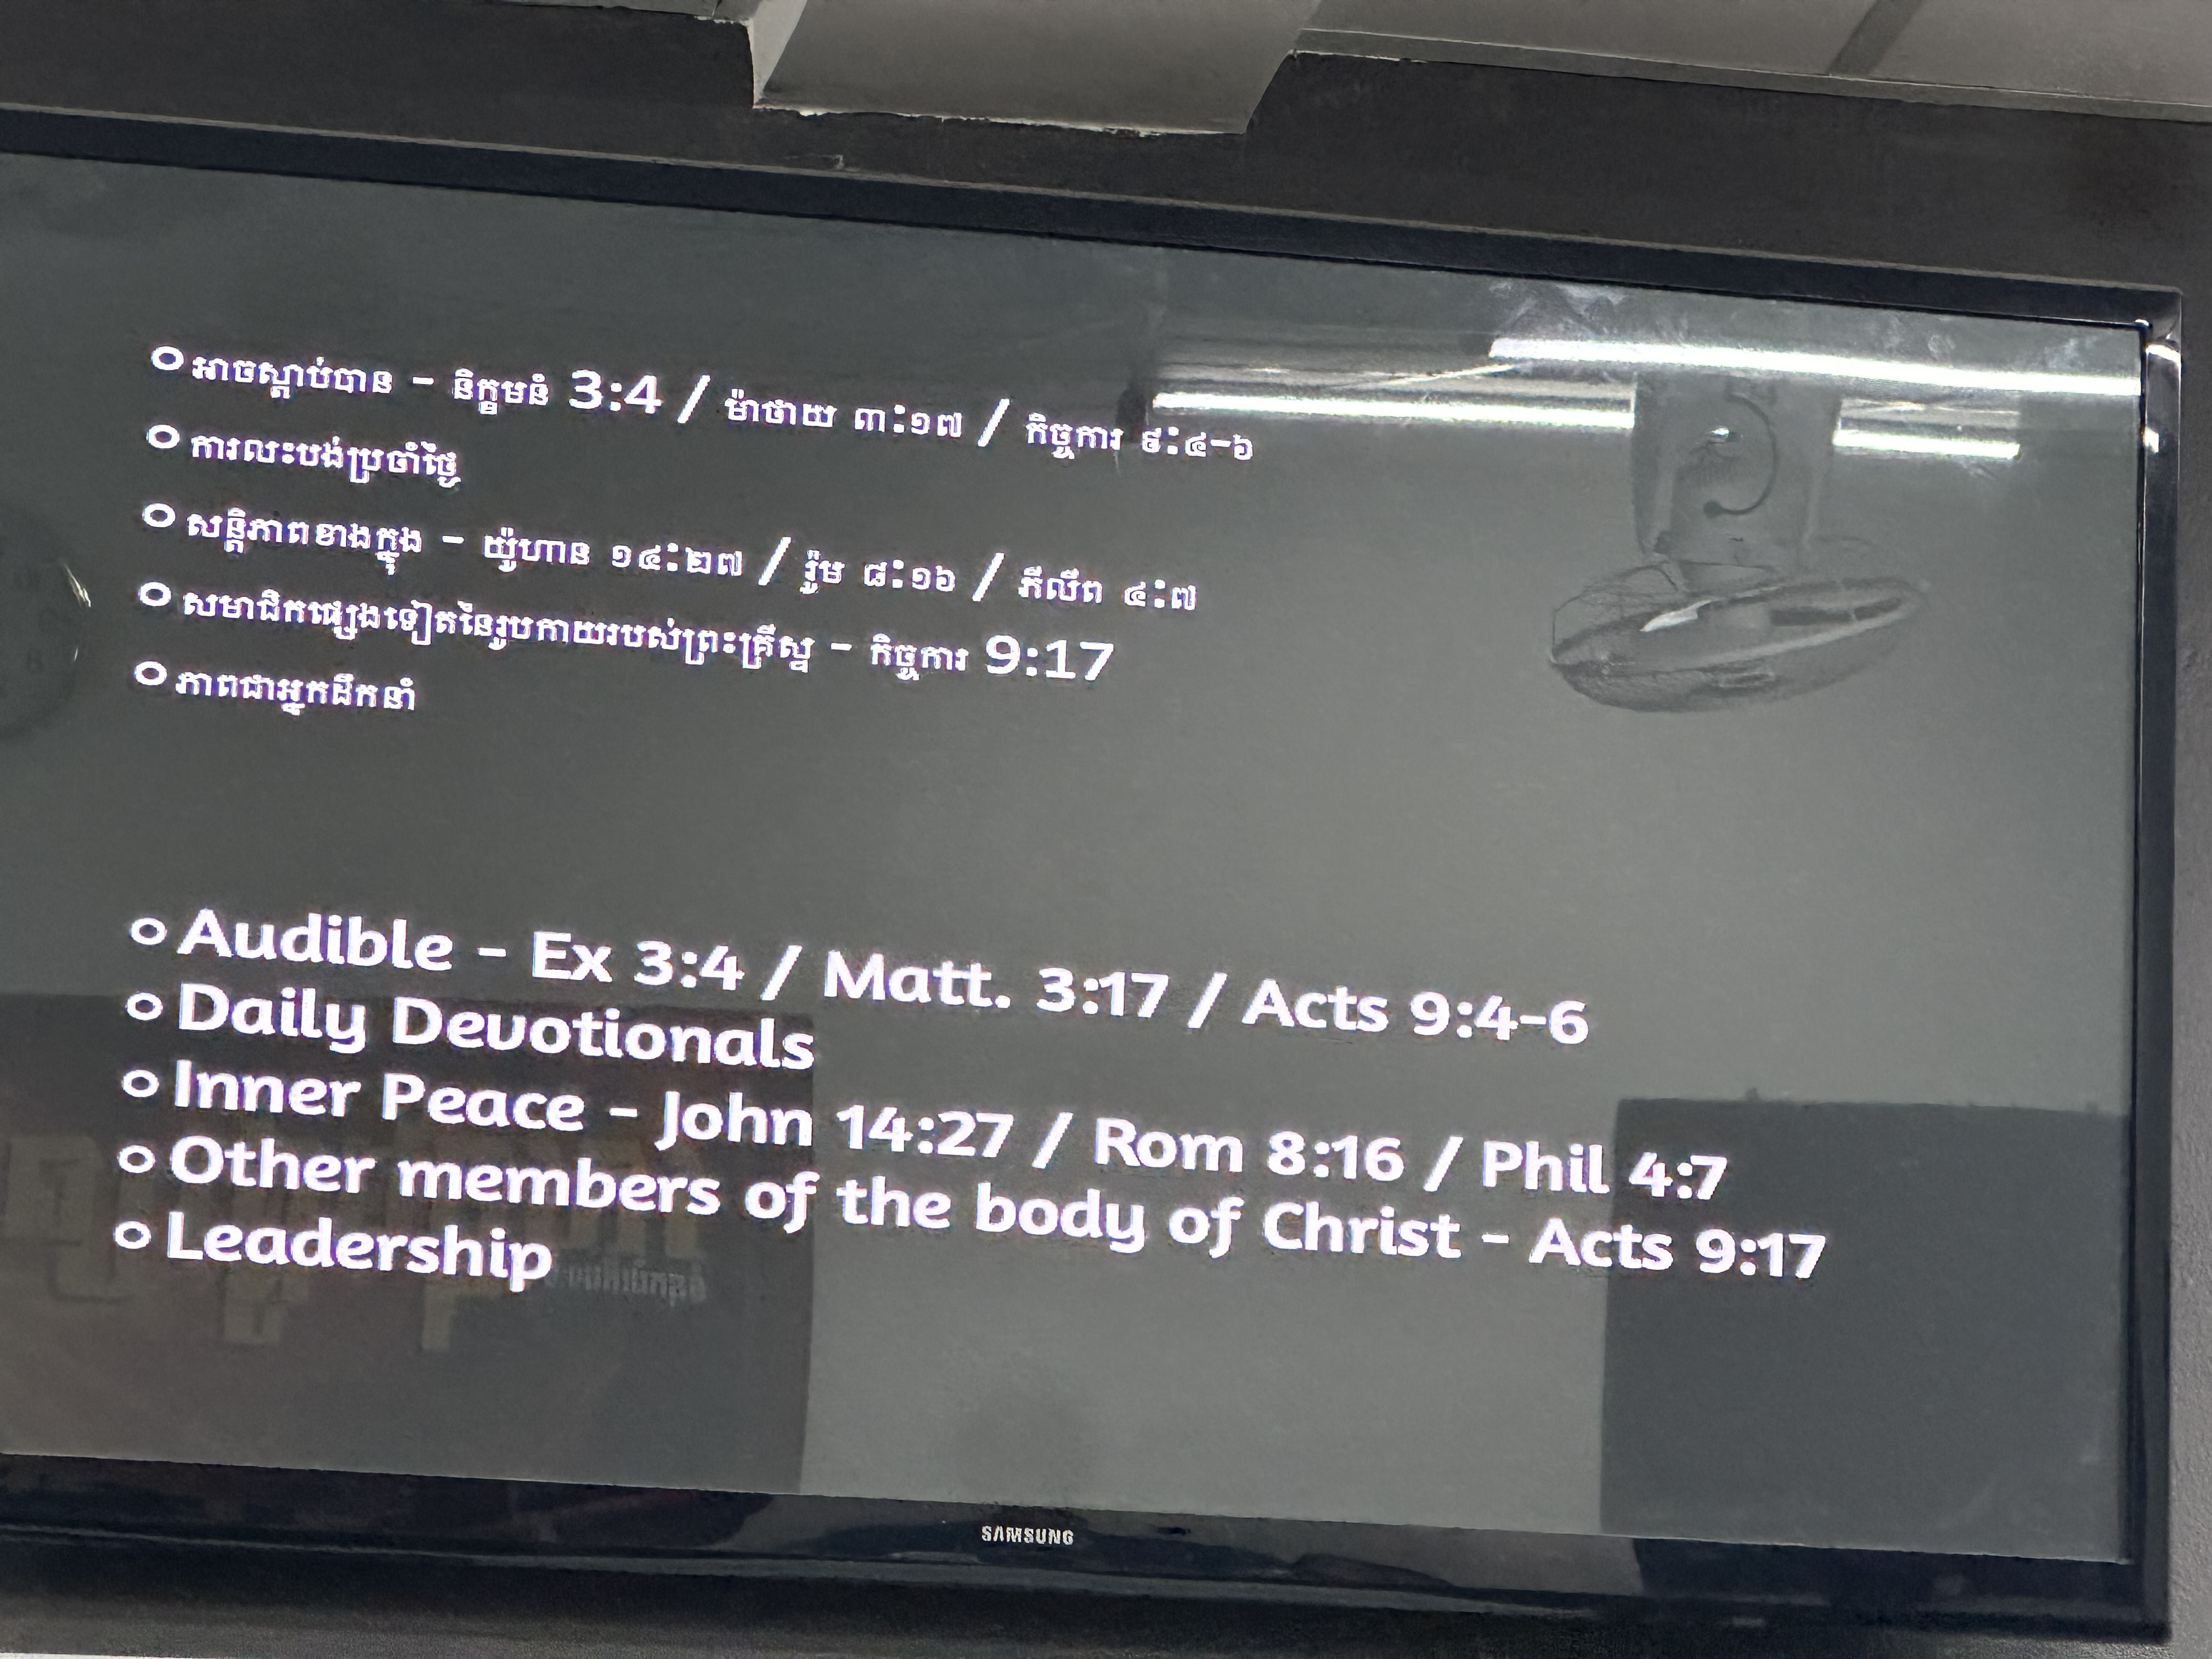 o អាចស្តាប់បាន - និក្ខមនំ 3:4 / ម៉ាថាយ ៣:១៧ / កិច្ចការ ៩:៤-៦
o ការលះបង់ប្រចាំថ្ងៃ
o សន្តិភាពខាងក្នុង - យ៉ូហាន ១៤:២៧ / រ៉ូម ៨:១៦ / ភីលីព ៤:៧
o សមាជិកផ្សេងទៀតនៃរូបកាយរបស់ព្រះគ្រីស្ទ - កិច្ចការ 9:17
o ភាពជាអ្នកដឹកនាំ
o Audible - Ex 3:4 / Matt. 3:17 / Acts 9:4-6
o Daily Devotionals
o Inner Peace - John 14:27 / Rom 8:16 / Phil 4:7
o Other members of the body of Christ - Acts 9:17
o Leadership
SAMSUNG